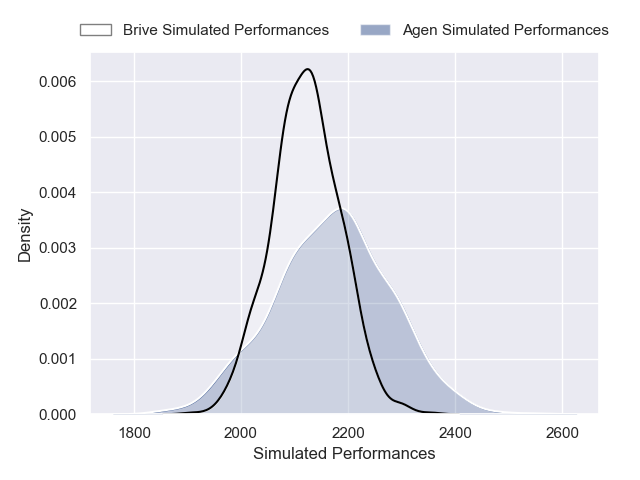 Brive Simulated Performances Agen Simulated Performances
0.006
0.005
0.004
0.003
0.002
0.001
0.000
Density
1800 2000 2200 2400 2600
Simulated Performances